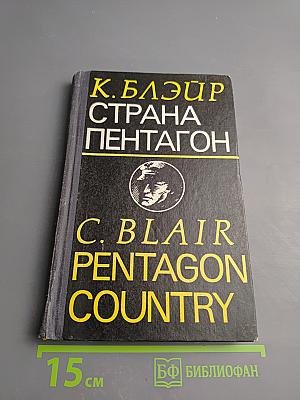 К. БЛЭЙР
СТРАНА
ПЕНТАГОН
C. BLAIR
PENTAGON
COUNTRY
15 см
БФ БИБЛИОФАН